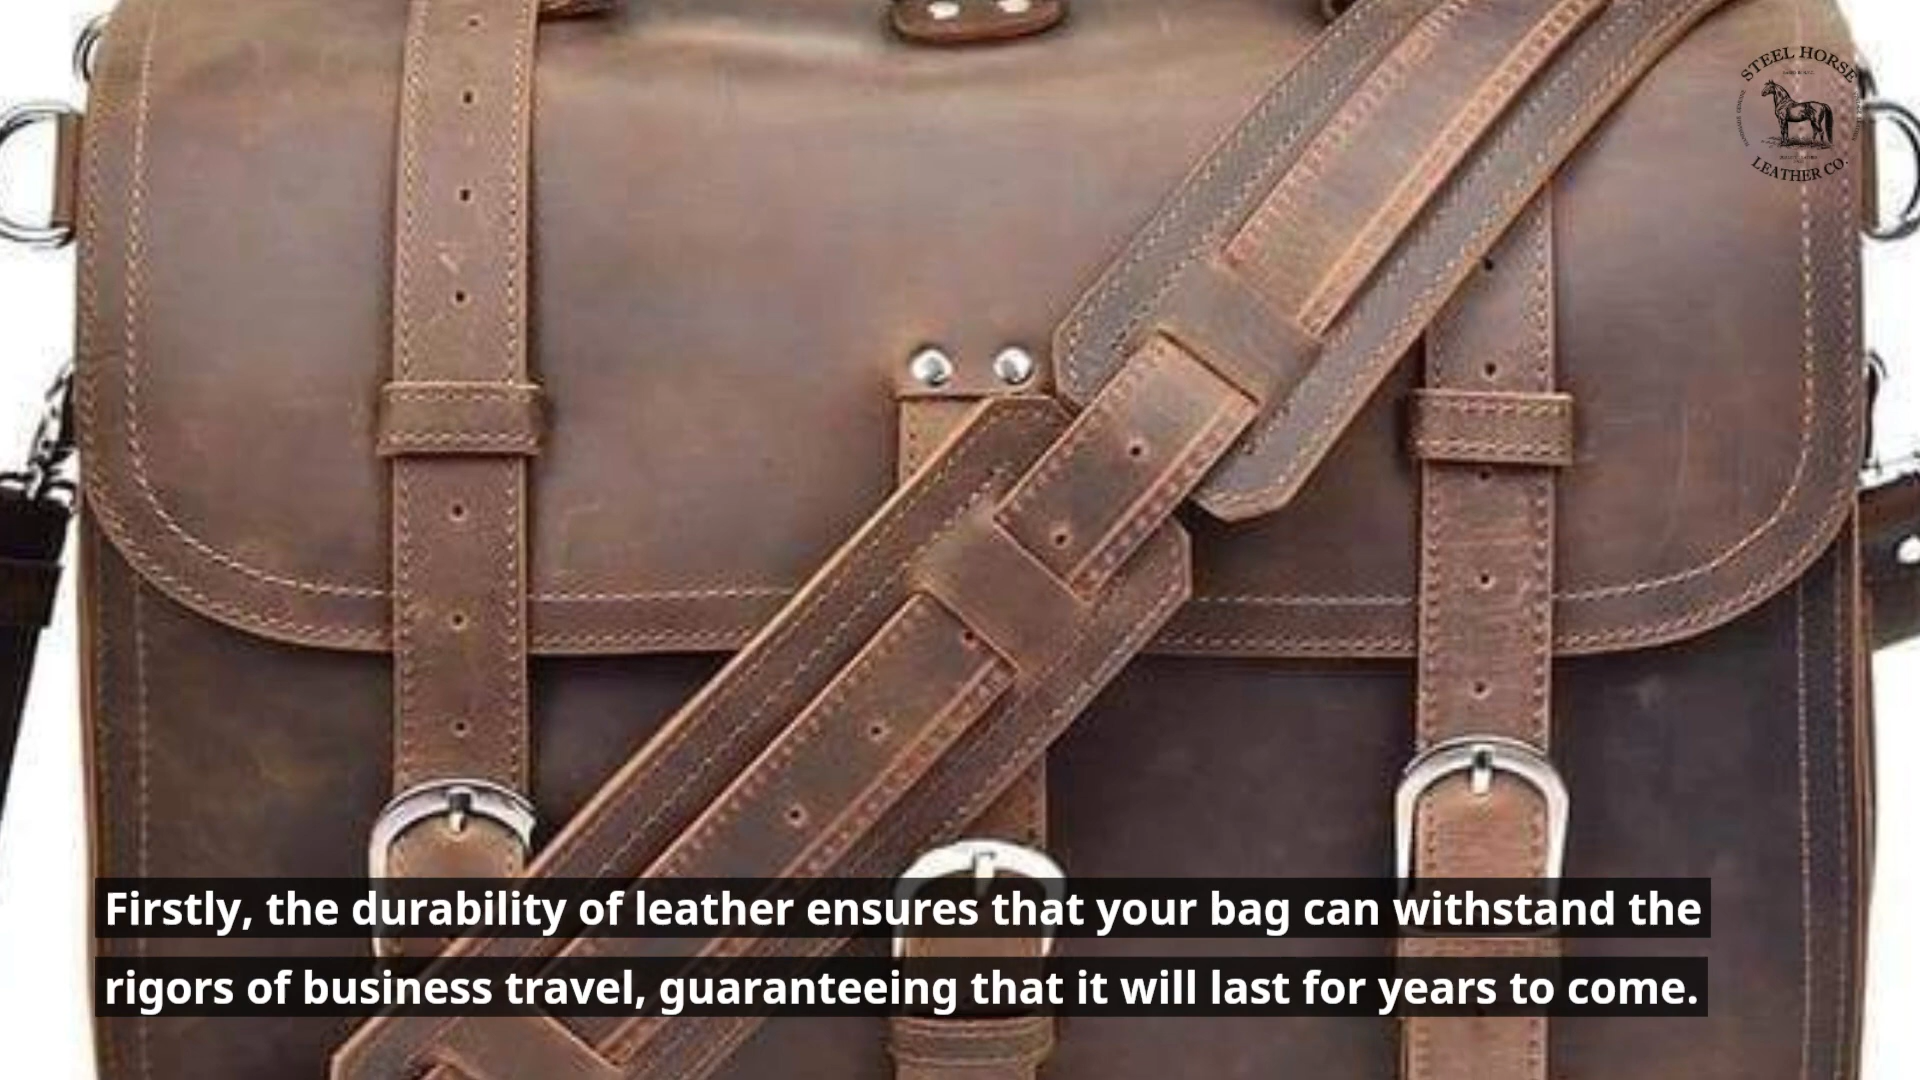 STEEL HORSE
LEATHER CO.
Firstly, the durability of leather ensures that your bag can withstand the
rigors of business travel, guaranteeing that it will last for years to come.